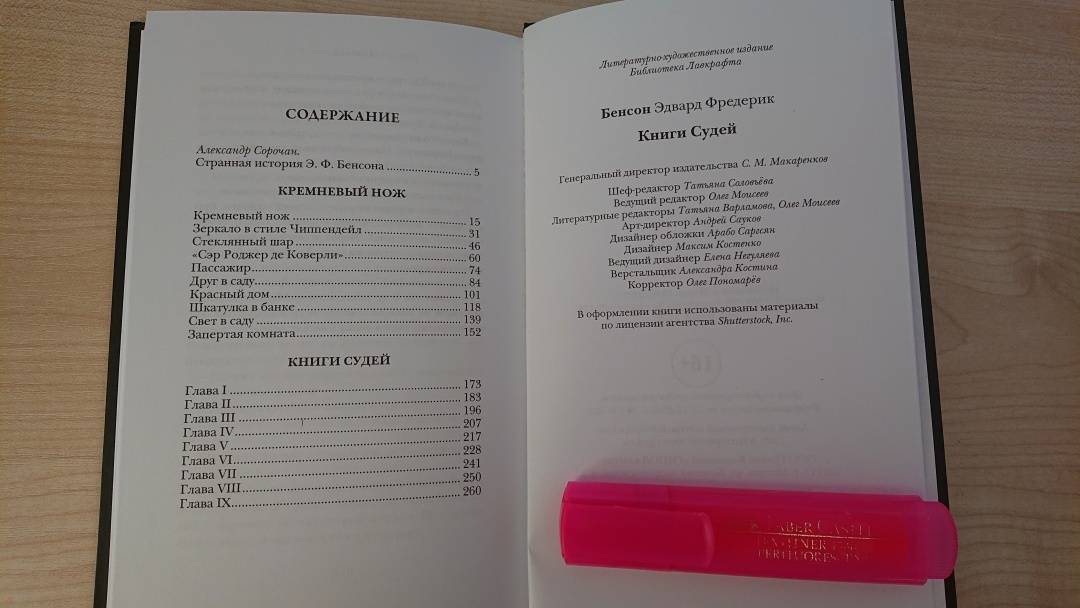 СОДЕРЖАНИЕ
Александр Сорочан.
Странная история Э. Ф. Бенсона ........................ 5
КРЕМНЕВЫЙ НОЖ
Кремневый нож ........................ 15
Зеркало в стиле Чиппендейл ........................ 31
Стеклянный шар ........................ 46
«Сэр Роджер де Коверли» ........................ 60
Пассажир ........................ 74
Друг в саду ........................ 84
Красный дом ........................ 101
Шкатулка в банке ........................ 118
Свет в саду ........................ 139
Запертая комната ........................ 152
КНИГИ СУДЕЙ
Глава I ........................ 173
Глава II ........................ 183
Глава III ........................ 196
Глава IV ........................ 207
Глава V ........................ 217
Глава VI ........................ 228
Глава VII ........................ 241
Глава VIII ........................ 250
Глава IX ........................ 260
Литературно-художественное издание
Библиотека Лавкрафта
Бенсон Эдвард Фредерик
Книги Судей
Генеральный директор издательства С. М. Макаренков
Шеф-редактор Татьяна Соловьёва
Ведущий редактор Олег Моисеев
Литературные редакторы Татьяна Варламова, Олег Моисеев
Арт-директор Андрей Сауков
Дизайнер обложки Арабо Саргсян
Дизайнер Максим Костенко
Ведущий дизайнер Елена Негуляева
Верстальщик Александра Костина
Корректор Олег Пономарёв
В оформлении книги использованы материалы
по лицензии агентства Shutterstock, Inc.
16+
FABER-CASTELL